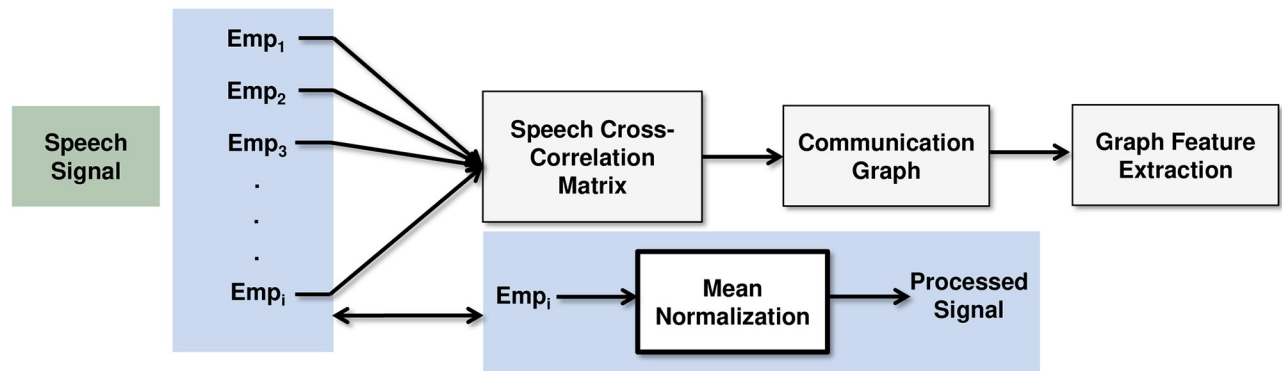 Speech
Signal
Emp₁
Emp₂
Emp₃
.
.
.
Empᵢ
Speech Cross-
Correlation
Matrix
Communication
Graph
Graph Feature
Extraction
Empᵢ
Mean
Normalization
Processed
Signal